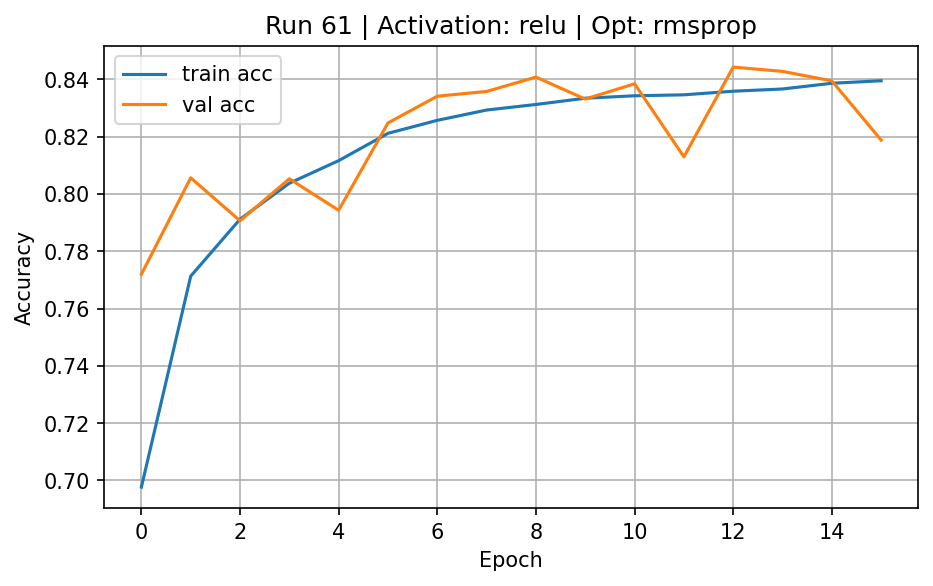 Run 61 | Activation: relu | Opt: rmsprop
train acc
val acc
Accuracy
0.84
0.82
0.80
0.78
0.76
0.74
0.72
0.70
0 2 4 6 8 10 12 14
Epoch